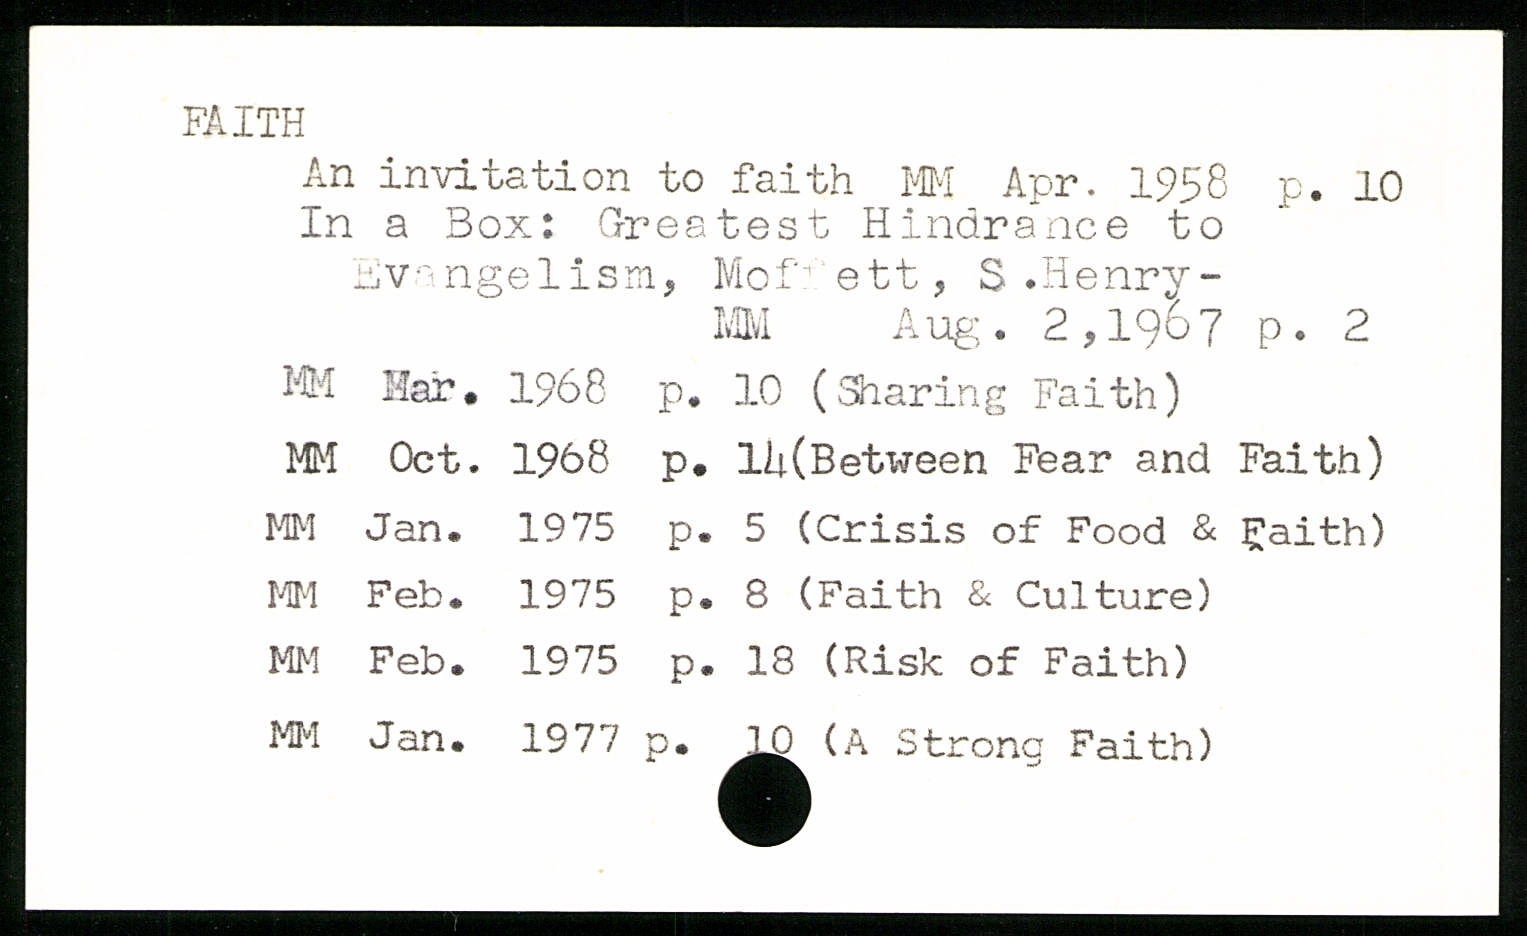 FAITH
An invitation to faith MM Apr. 1958 p. 10
In a Box: Greatest Hindrance to
Evangelism, Moffett, S.Henry-
MM Aug. 2,1967 p. 2
MM Mar. 1968 p. 10 (Sharing Faith)
MM Oct. 1968 p. 14(Between Fear and Faith)
MM Jan. 1975 p. 5 (Crisis of Food & Faith)
MM Feb. 1975 p. 8 (Faith & Culture)
MM Feb. 1975 p. 18 (Risk of Faith)
MM Jan. 1977 p. 10 (A Strong Faith)